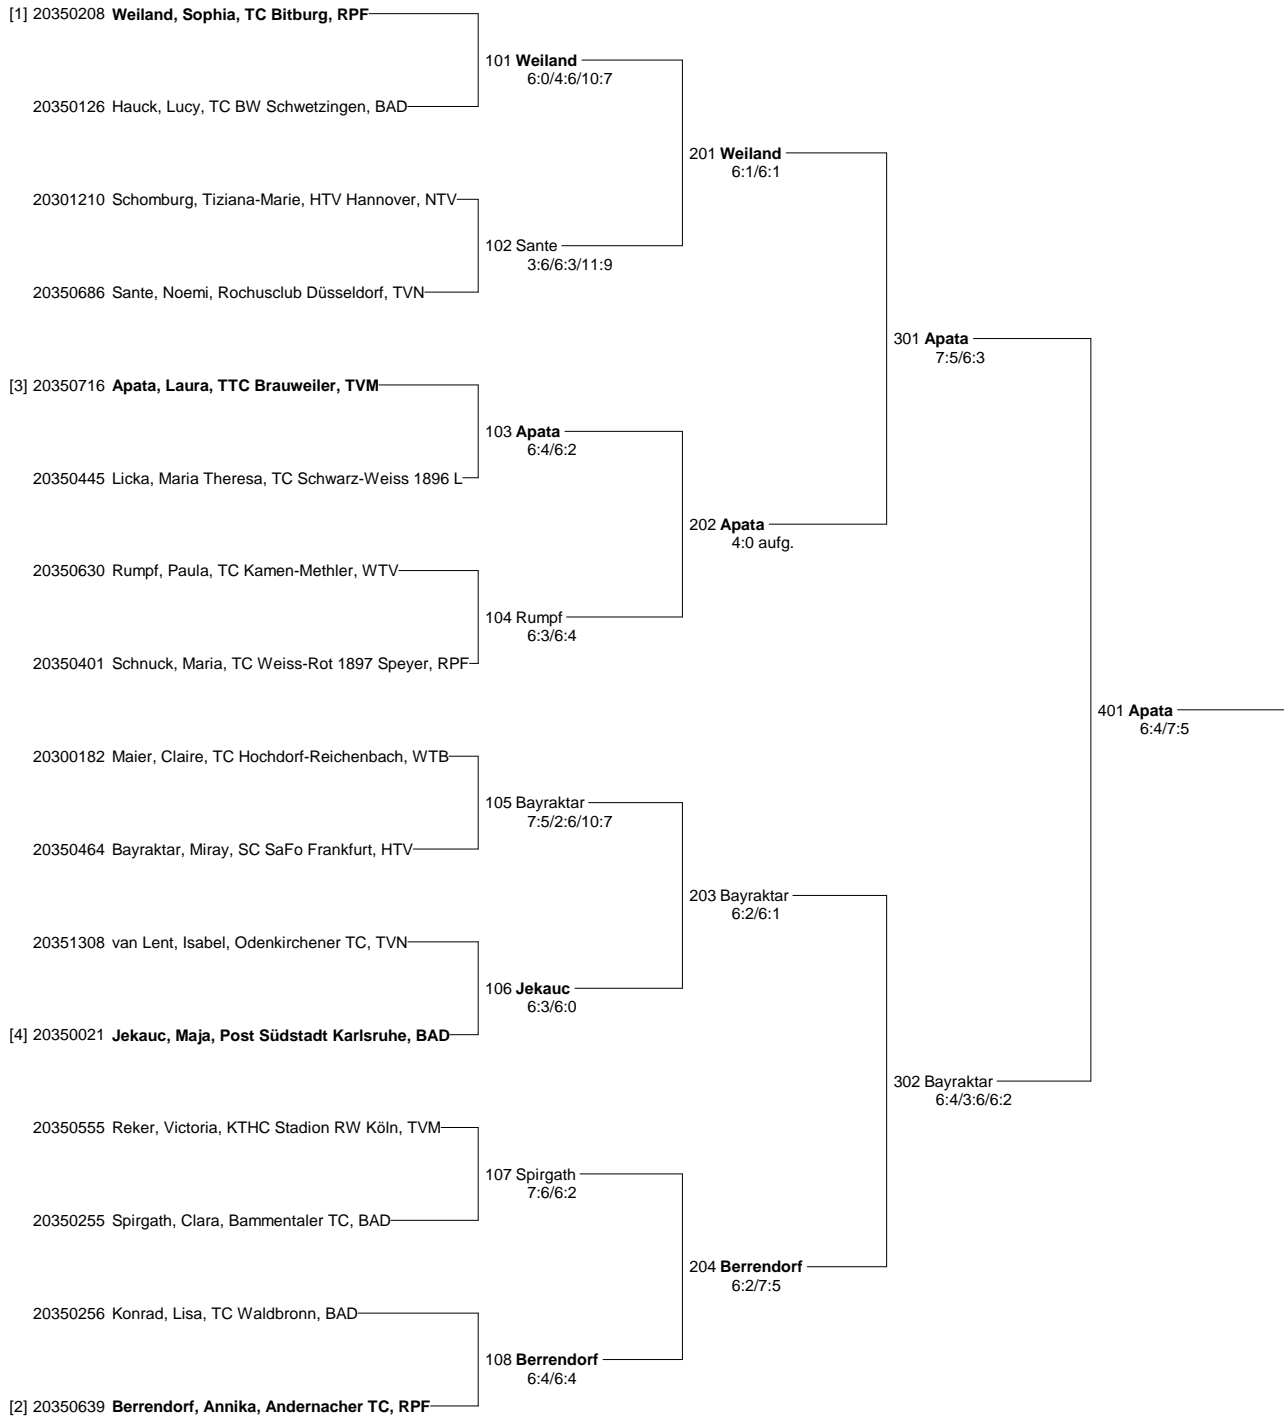 [1] 20350208 Weiland, Sophia, TC Bitburg, RPF
101 Weiland
6:0/4:6/10:7
20350126 Hauck, Lucy, TC BW Schwetzingen, BAD
201 Weiland
6:1/6:1
20301210 Schomburg, Tiziana-Marie, HTV Hannover, NTV
102 Sante
3:6/6:3/11:9
20350686 Sante, Noemi, Rochusclub Düsseldorf, TVN
301 Apata
7:5/6:3
[3] 20350716 Apata, Laura, TTC Brauweiler, TVM
103 Apata
6:4/6:2
20350445 Licka, Maria Theresa, TC Schwarz-Weiss 1896 L
202 Apata
4:0 aufg.
20350630 Rumpf, Paula, TC Kamen-Methler, WTV
104 Rumpf
6:3/6:4
20350401 Schnuck, Maria, TC Weiss-Rot 1897 Speyer, RPF
401 Apata
6:4/7:5
20300182 Maier, Claire, TC Hochdorf-Reichenbach, WTB
105 Bayraktar
7:5/2:6/10:7
20350464 Bayraktar, Miray, SC SaFo Frankfurt, HTV
203 Bayraktar
6:2/6:1
20351308 van Lent, Isabel, Odenkirchener TC, TVN
106 Jekauc
6:3/6:0
[4] 20350021 Jekauc, Maja, Post Südstadt Karlsruhe, BAD
302 Bayraktar
6:4/3:6/6:2
20350555 Reker, Victoria, KTHC Stadion RW Köln, TVM
107 Spirgath
7:6/6:2
20350255 Spirgath, Clara, Bammentaler TC, BAD
204 Berrendorf
6:2/7:5
20350256 Konrad, Lisa, TC Waldbronn, BAD
108 Berrendorf
6:4/6:4
[2] 20350639 Berrendorf, Annika, Andernacher TC, RPF